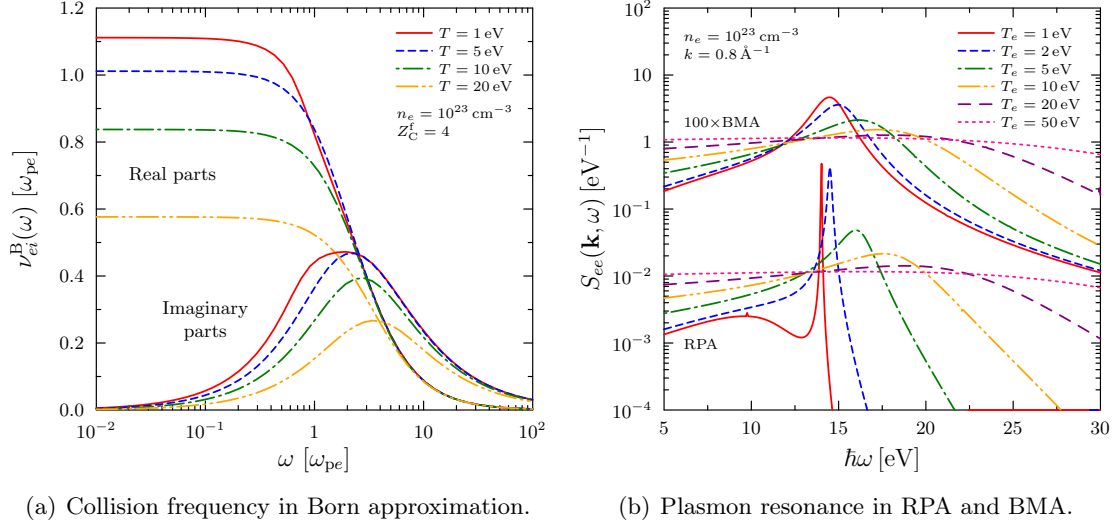 1.2
1.0
0.8
0.6
0.4
0.2
0.0
ν^B_ei(ω) [ω_pe]
T = 1 eV
T = 5 eV
T = 10 eV
T = 20 eV
n_e = 10^23 cm^−3
Z^f_C = 4
Real parts
Imaginary
parts
10^−2 10^−1 1 10 10^2
ω [ω_pe]
(a) Collision frequency in Born approximation.
10^2
10
1
10^−1
10^−2
10^−3
10^−4
S_ee(k, ω) [eV^−1]
n_e = 10^23 cm^−3
k = 0.8 Å^−1
T_e = 1 eV
T_e = 2 eV
T_e = 5 eV
T_e = 10 eV
T_e = 20 eV
T_e = 50 eV
100×BMA
RPA
5 10 15 20 25 30
ħω [eV]
(b) Plasmon resonance in RPA and BMA.